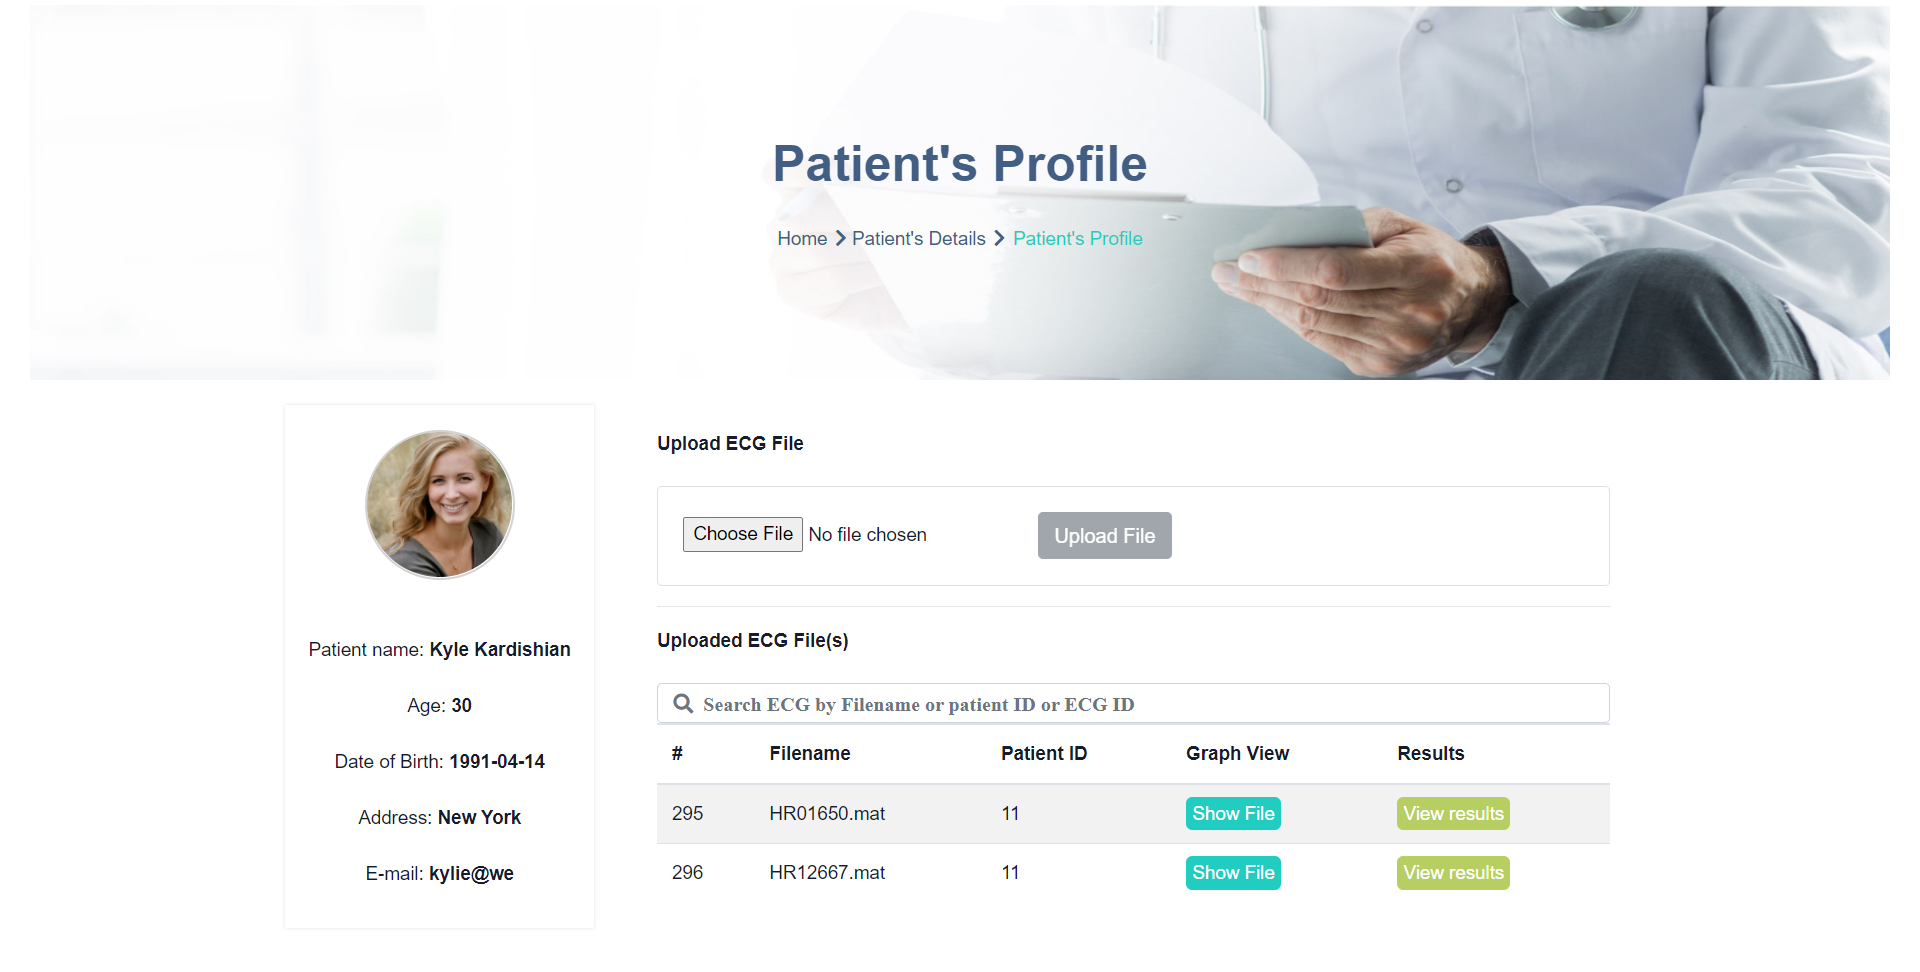 Patient's Profile
Home > Patient's Details > Patient's Profile
Patient name: Kyle Kardishian
Age: 30
Date of Birth: 1991-04-14
Address: New York
E-mail: kylie@we
Upload ECG File
Choose File No file chosen Upload File
Uploaded ECG File(s)
Search ECG by Filename or patient ID or ECG ID
# Filename Patient ID Graph View Results
295 HR01650.mat 11 Show File View results
296 HR12667.mat 11 Show File View results